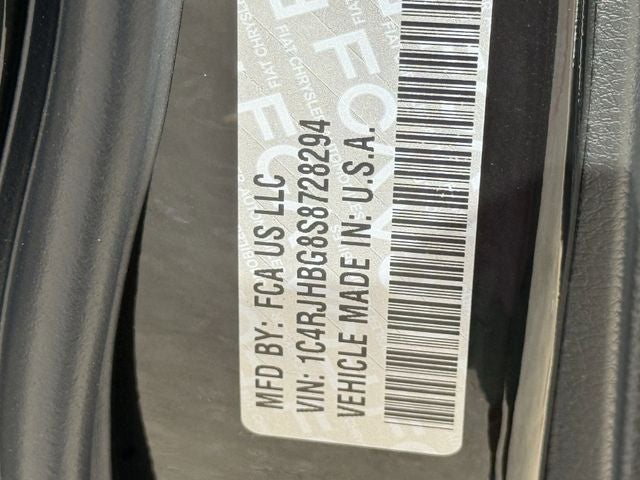 MFD BY: FCA US LLC
VIN: 1C4RJHBG8S8728294
VEHICLE MADE IN: U.S.A.